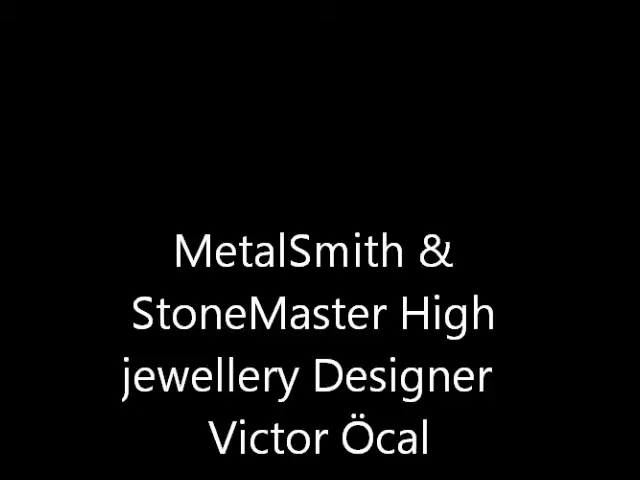 MetalSmith &
StoneMaster High
jewellery Designer
Victor Öcal